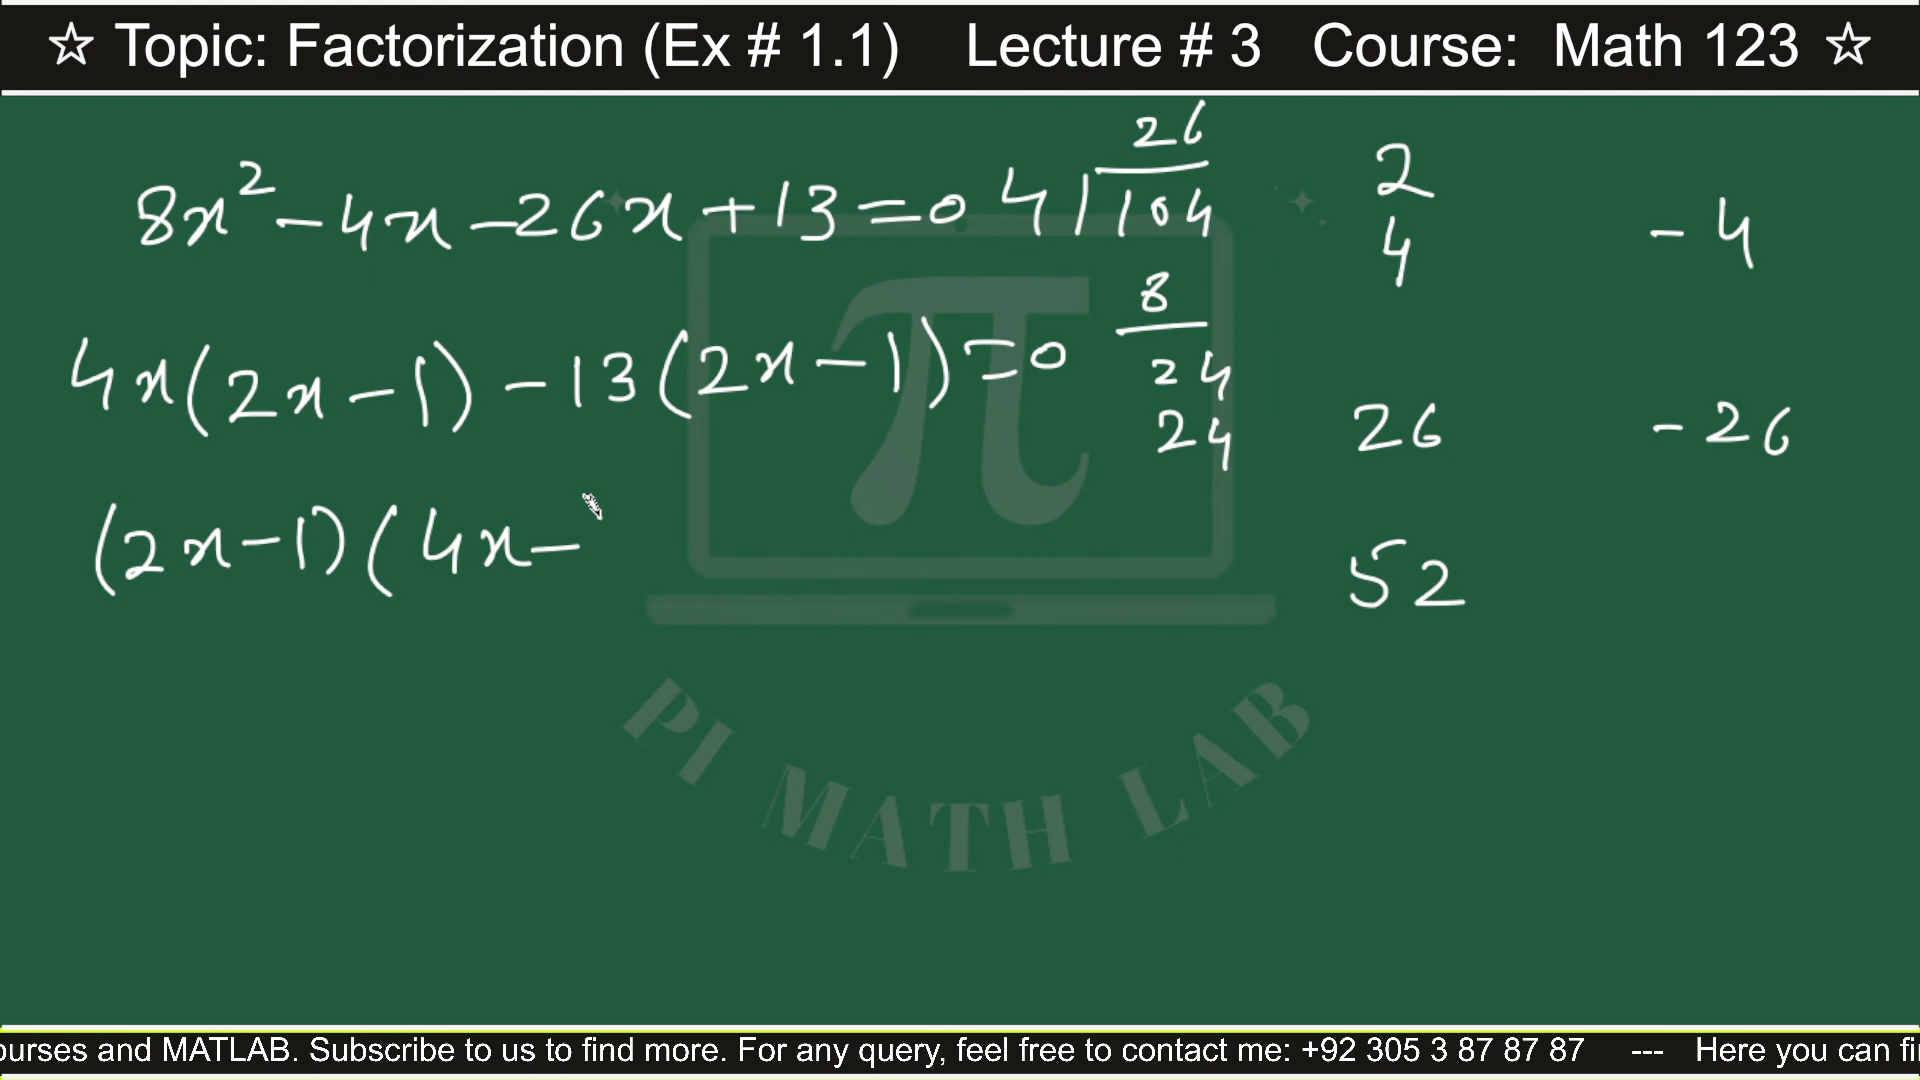 ☆ Topic: Factorization (Ex # 1.1) Lecture # 3 Course: Math 123 ☆
8x² - 4x - 26x + 13 = 0
4x(2x - 1) - 13(2x - 1) = 0
(2x - 1)(4x -
26
4 | 104
8
24
24
2
4
26
52
- 4
- 26
PI MATH LAB
ourses and MATLAB. Subscribe to us to find more. For any query, feel free to contact me: +92 305 3 87 87 87 --- Here you can fi